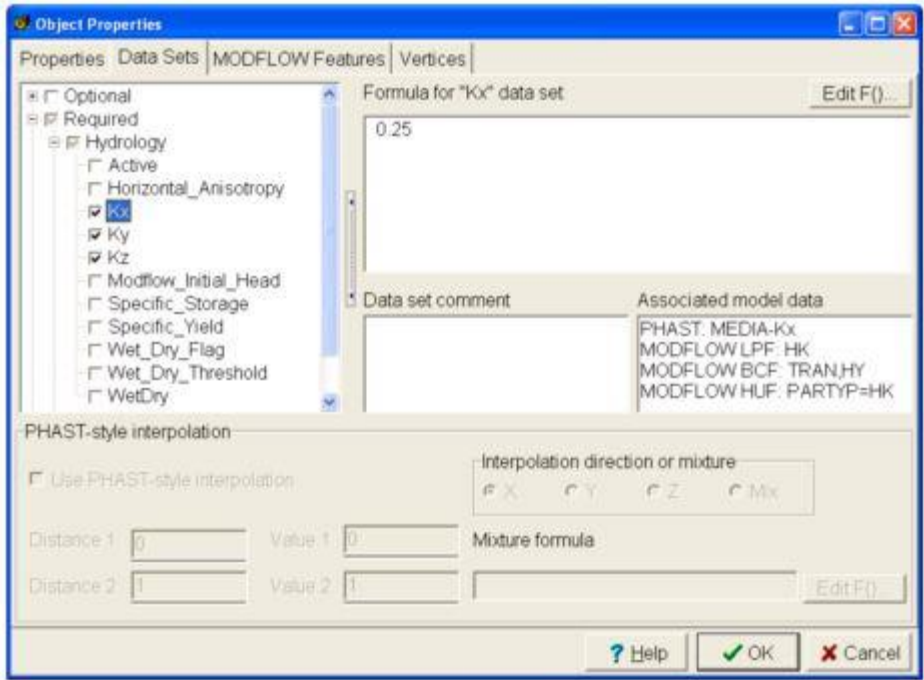 Object Properties
Properties Data Sets MODFLOW Features Vertices
Optional
Required
Hydrology
Active
Horizontal_Anisotropy
Kx
Ky
Kz
Modflow_Initial_Head
Specific_Storage
Specific_Yield
Wet_Dry_Flag
Wet_Dry_Threshold
WetDry
Formula for "Kx" data set
Edit F()...
0.25
Data set comment
Associated model data
PHAST: MEDIA-Kx
MODFLOW LPF: HK
MODFLOW BCF: TRAN,HY
MODFLOW HUF: PARTYP=HK
PHAST-style interpolation
Use PHAST-style interpolation
Interpolation direction or mixture
X Y Z Mix
Distance 1 0 Value 1 0
Mixture formula
Distance 2 1 Value 2 1
Edit F()...
? Help OK Cancel